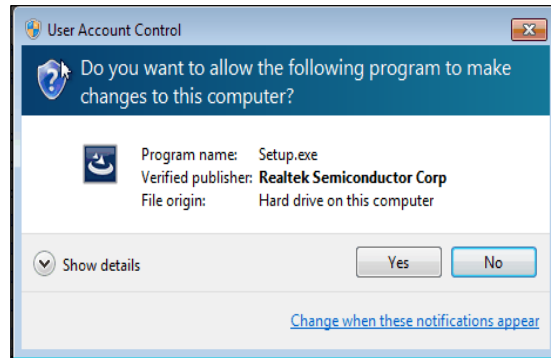 User Account Control
Do you want to allow the following program to make
changes to this computer?
Program name: Setup.exe
Verified publisher: Realtek Semiconductor Corp
File origin: Hard drive on this computer
Show details
Yes No
Change when these notifications appear